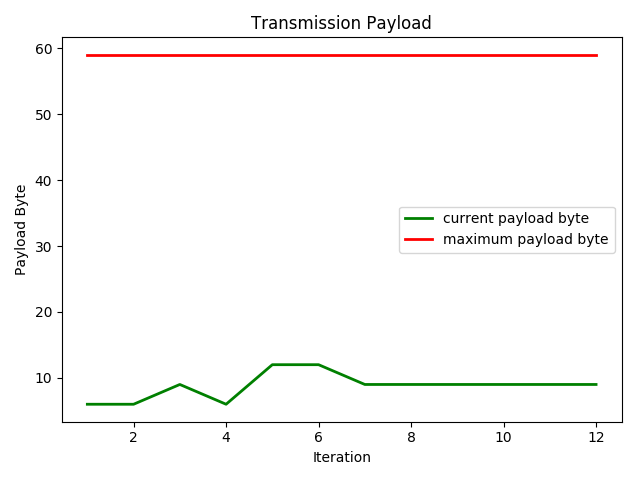 Transmission Payload
60
50
40
30
20
10
Payload Byte
current payload byte
maximum payload byte
2 4 6 8 10 12
Iteration